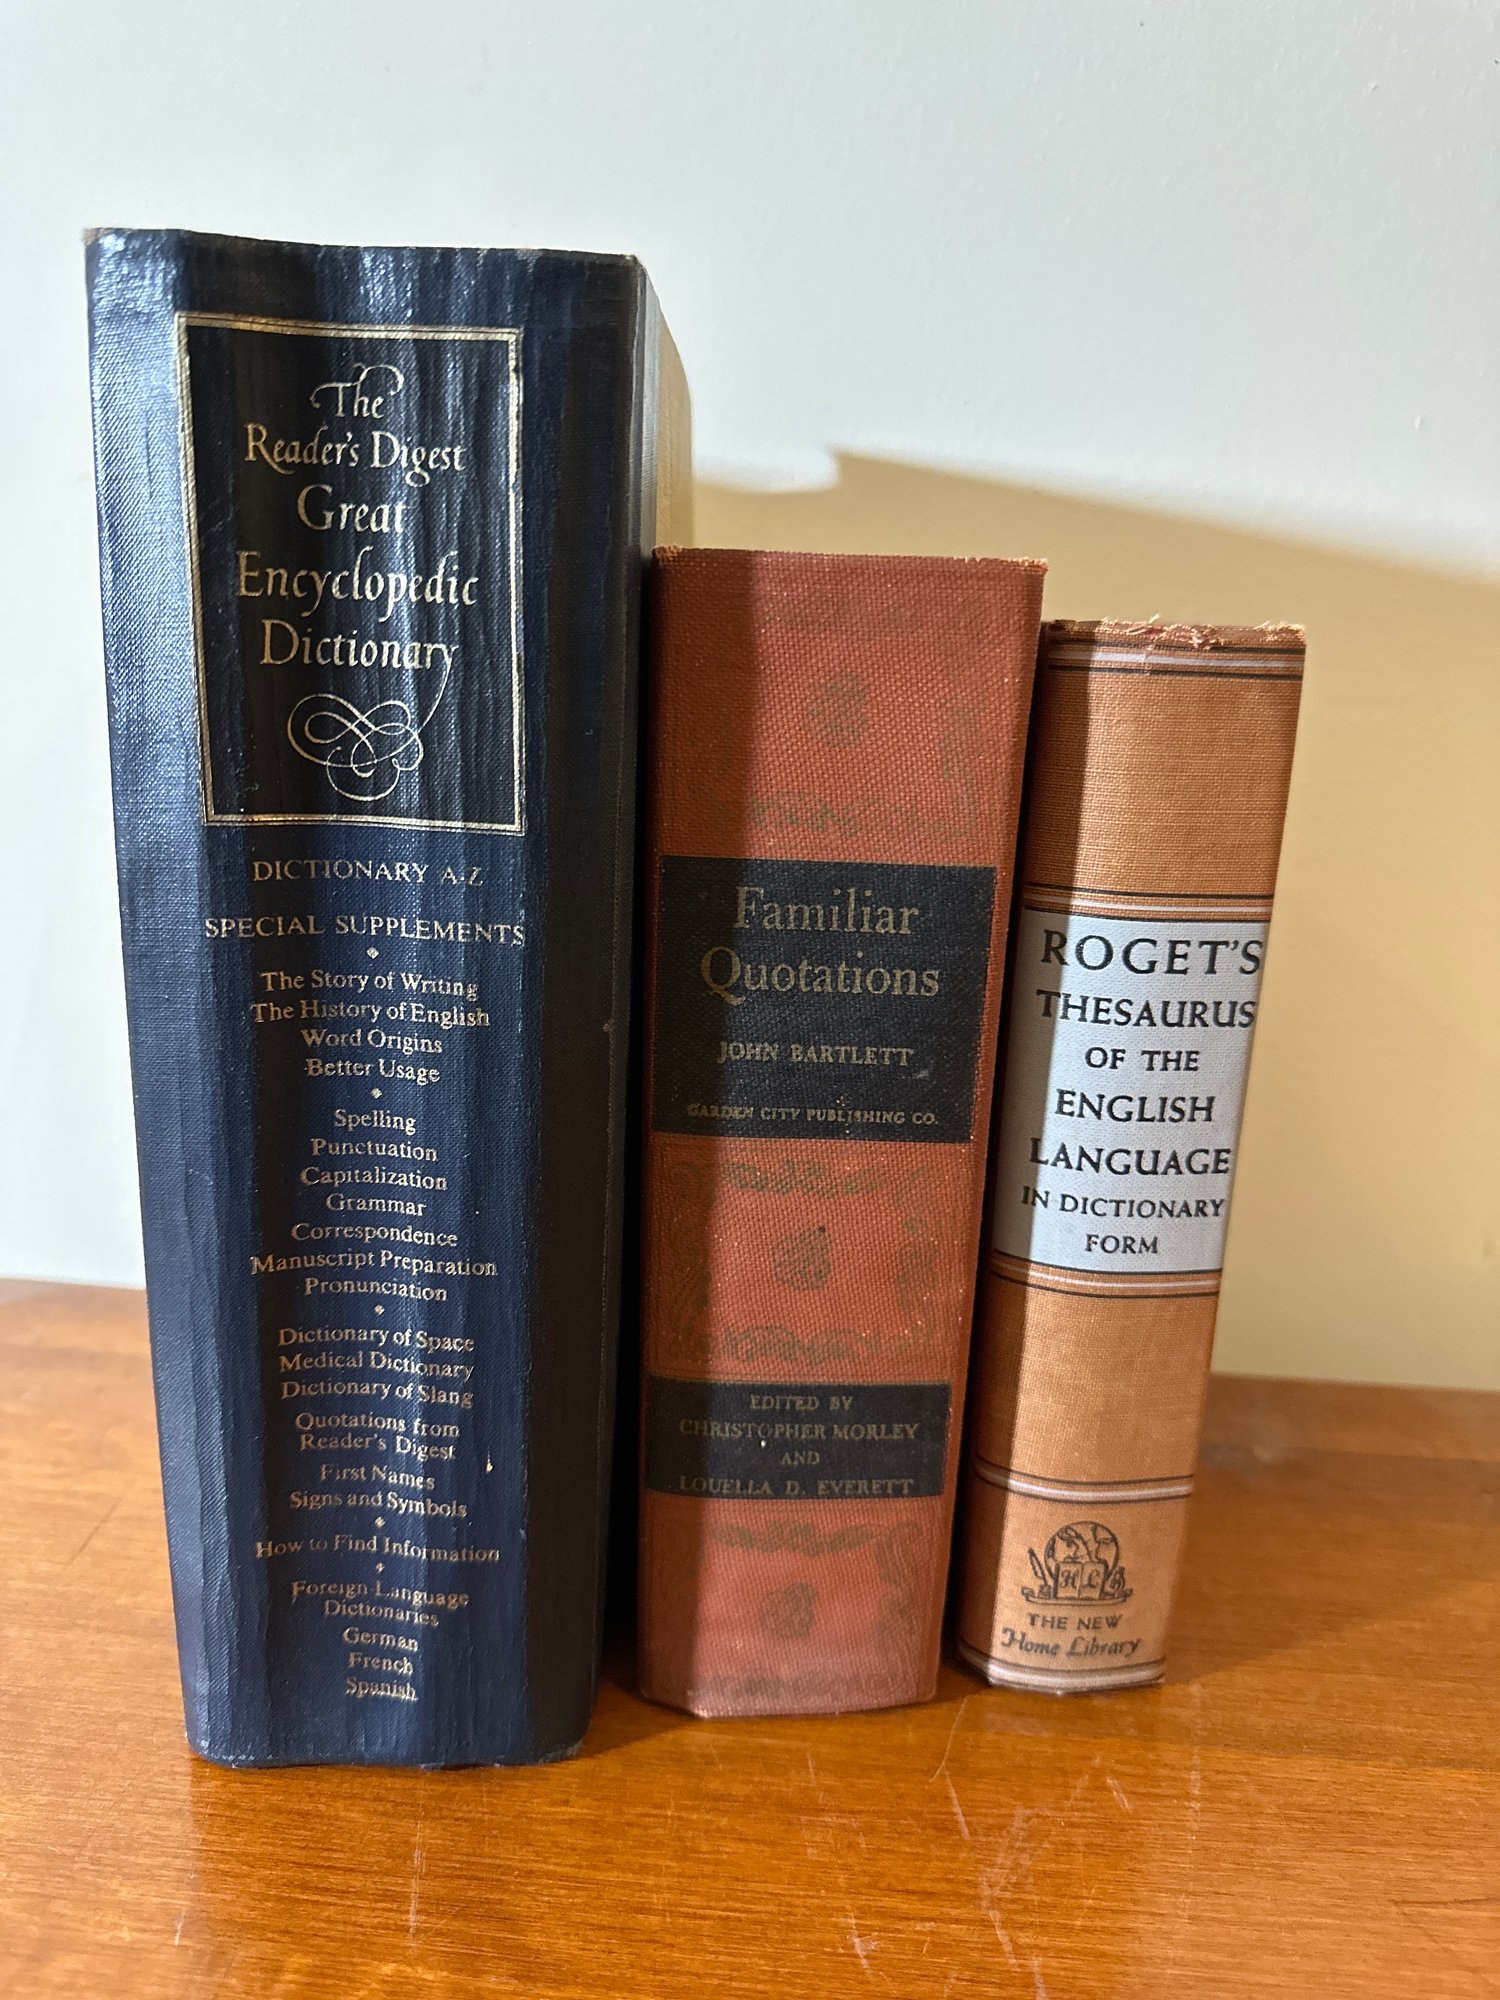 The
Reader's Digest
Great
Encyclopedic
Dictionary
DICTIONARY A-Z
SPECIAL SUPPLEMENTS
The Story of Writing
The History of English
Word Origins
Better Usage
Spelling
Punctuation
Capitalization
Grammar
Correspondence
Manuscript Preparation
Pronunciation
Dictionary of Space
Medical Dictionary
Dictionary of Slang
Quotations from
Reader's Digest
First Names
Signs and Symbols
How to Find Information
Foreign-Language
Dictionaries
German
French
Spanish
Familiar
Quotations
JOHN BARTLETT
GARDEN CITY PUBLISHING CO.
EDITED BY
CHRISTOPHER MORLEY
AND
LOUELLA D. EVERETT
ROGET'S
THESAURUS
OF THE
ENGLISH
LANGUAGE
IN DICTIONARY
FORM
H L
THE NEW
Home Library